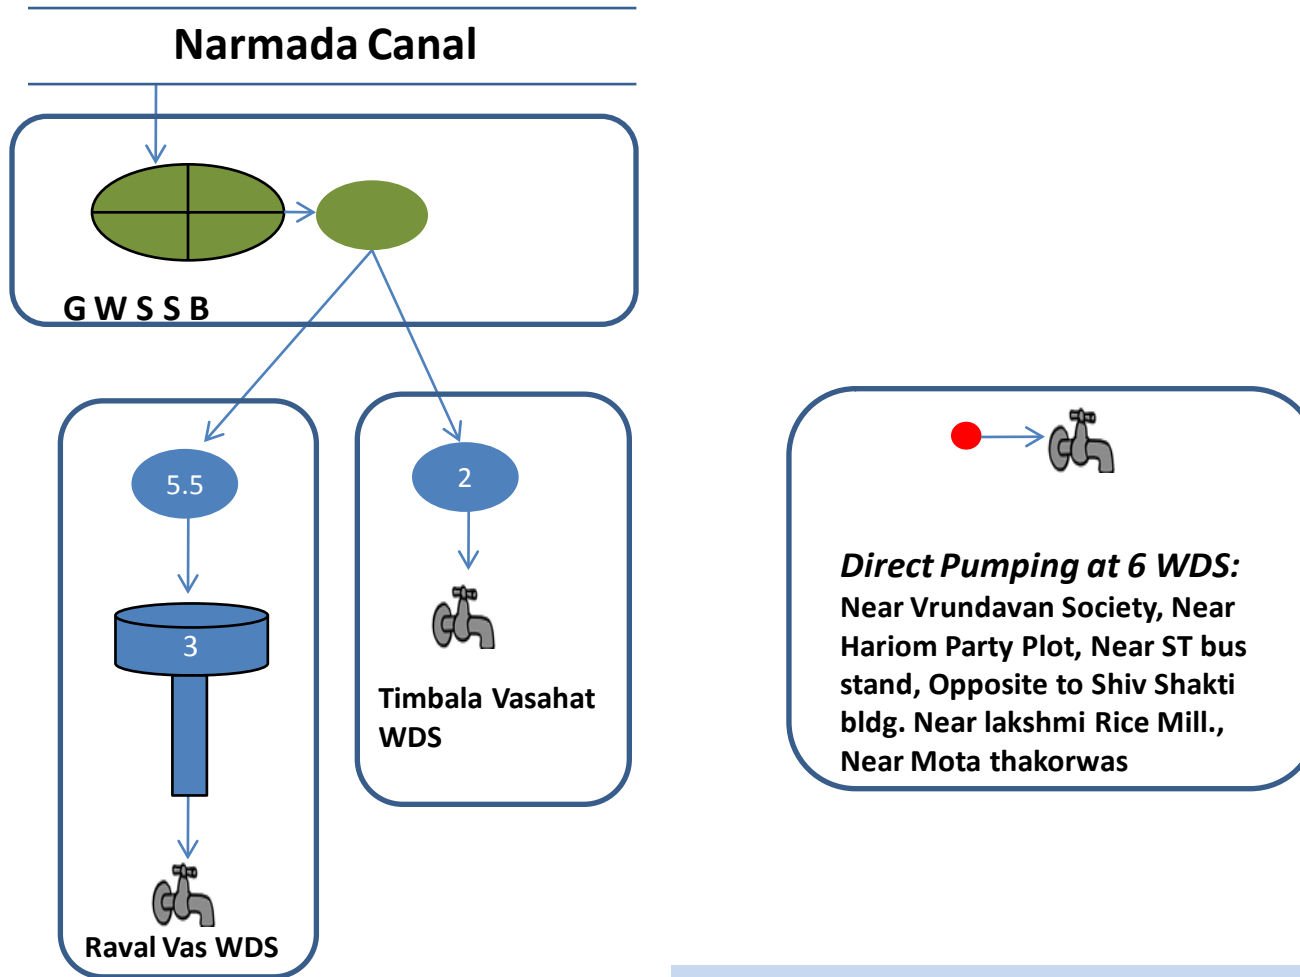 Narmada Canal
G W S S B
5.5
2
3
Timbala Vasahat
WDS
Raval Vas WDS
Direct Pumping at 6 WDS:
Near Vrundavan Society, Near
Hariom Party Plot, Near ST bus
stand, Opposite to Shiv Shakti
bldg. Near lakshmi Rice Mill.,
Near Mota thakorwas